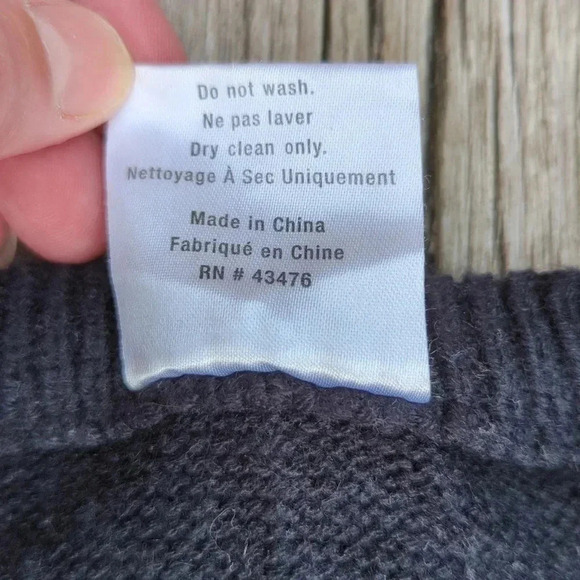 Do not wash.
Ne pas laver
Dry clean only.
Nettoyage À Sec Uniquement
Made in China
Fabriqué en Chine
RN # 43476